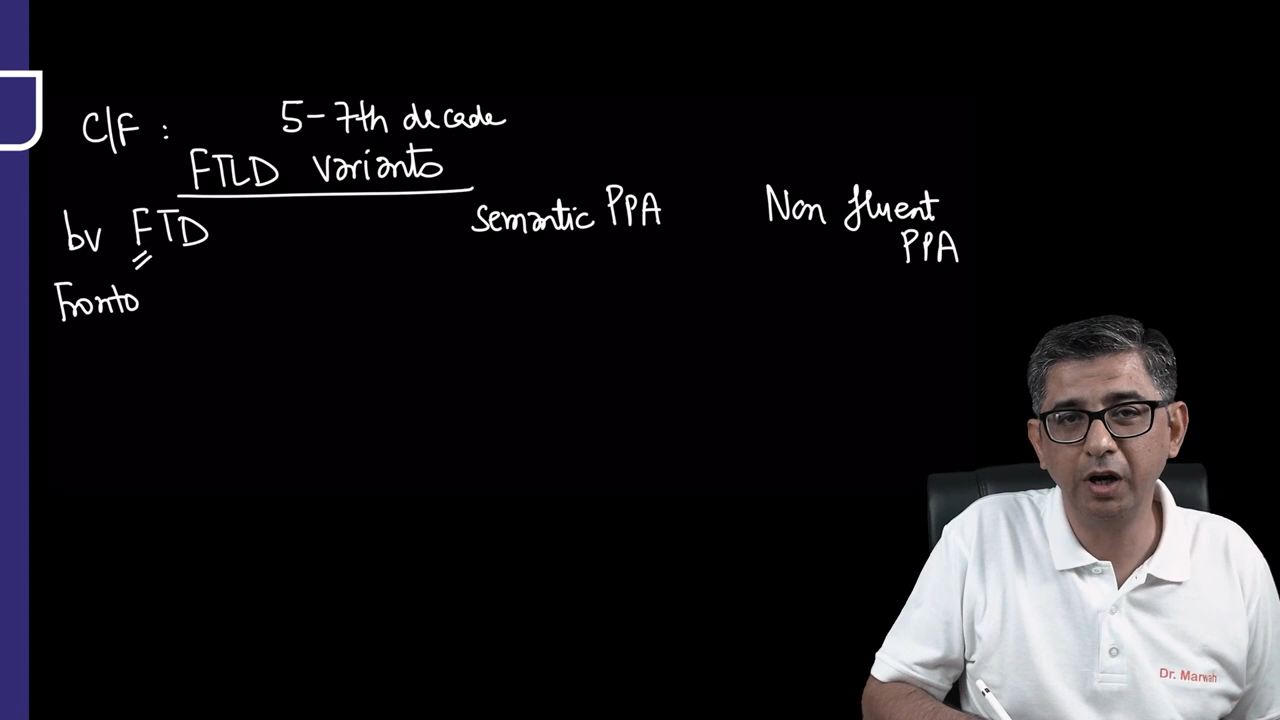 C/F : 5-7th decade
FTLD variants
bv FTD
Semantic PPA
Non fluent
PPA
Fronto
Dr. Marwah